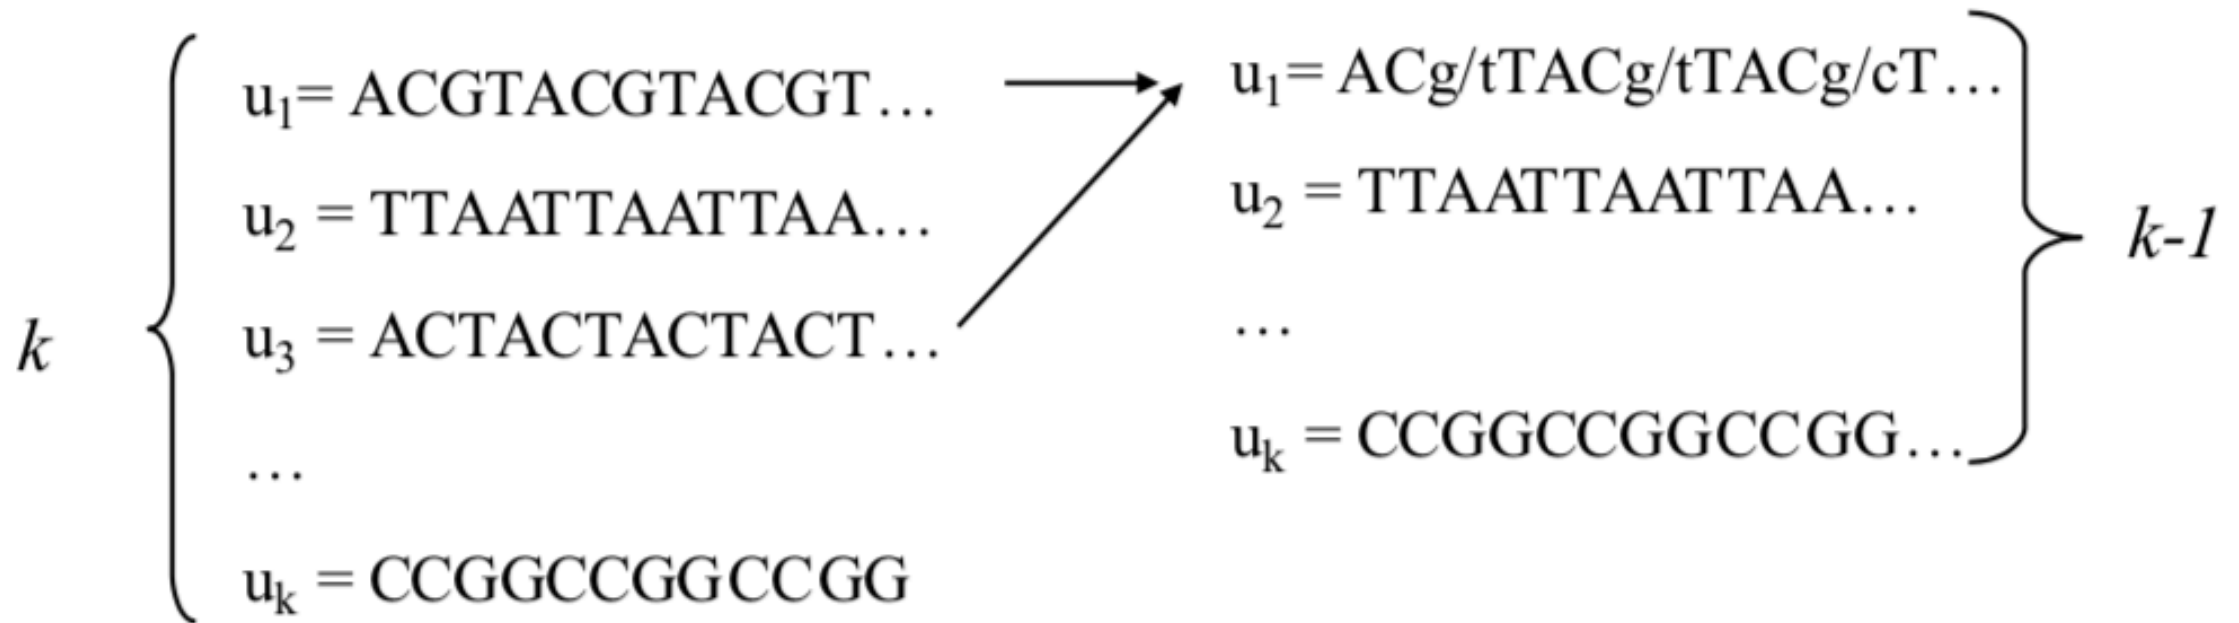 k
u₁= ACGTACGTACGT…
u₂ = TTAATTAATTAA…
u₃ = ACTACTACTACT…
…
uₖ = CCGGCCGGCCGG
u₁= ACg/tTACg/tTACg/cT…
u₂ = TTAATTAATTAA…
…
uₖ = CCGGCCGGCCGG…
k-1